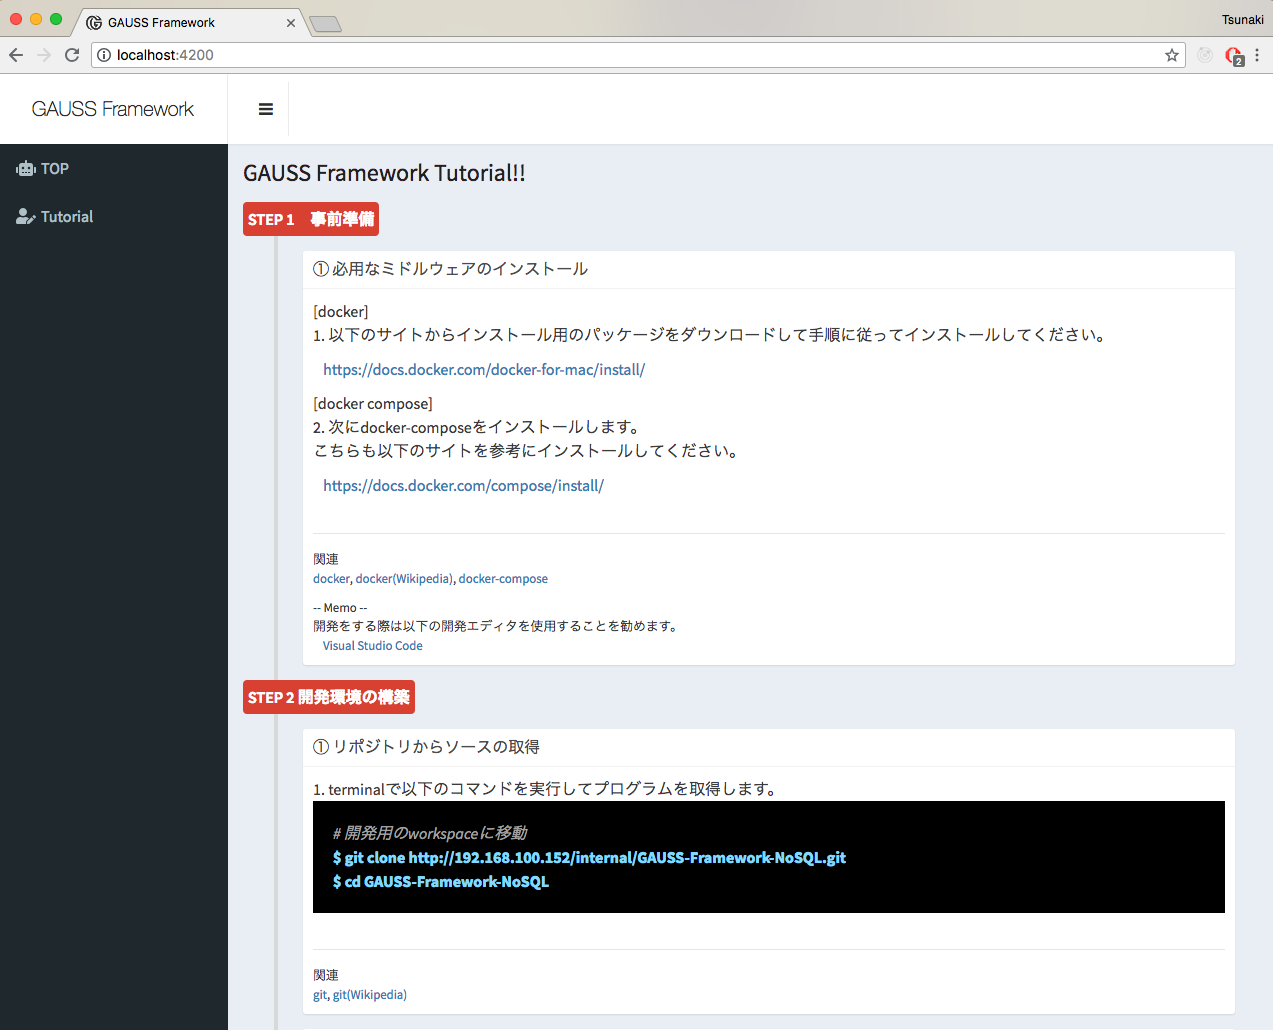 GAUSS Framework
Tsunaki
localhost:4200
2
GAUSS Framework
TOP
Tutorial
GAUSS Framework Tutorial!!
STEP 1　事前準備
① 必用なミドルウェアのインストール
[docker]
1. 以下のサイトからインストール用のパッケージをダウンロードして手順に従ってインストールしてください。
https://docs.docker.com/docker-for-mac/install/
[docker compose]
2. 次にdocker-composeをインストールします。
こちらも以下のサイトを参考にインストールしてください。
https://docs.docker.com/compose/install/
関連
docker, docker(Wikipedia), docker-compose
-- Memo --
開発をする際は以下の開発エディタを使用することを勧めます。
Visual Studio Code
STEP 2 開発環境の構築
① リポジトリからソースの取得
1. terminalで以下のコマンドを実行してプログラムを取得します。
# 開発用のworkspaceに移動
$ git clone http://192.168.100.152/internal/GAUSS-Framework-NoSQL.git
$ cd GAUSS-Framework-NoSQL
関連
git, git(Wikipedia)